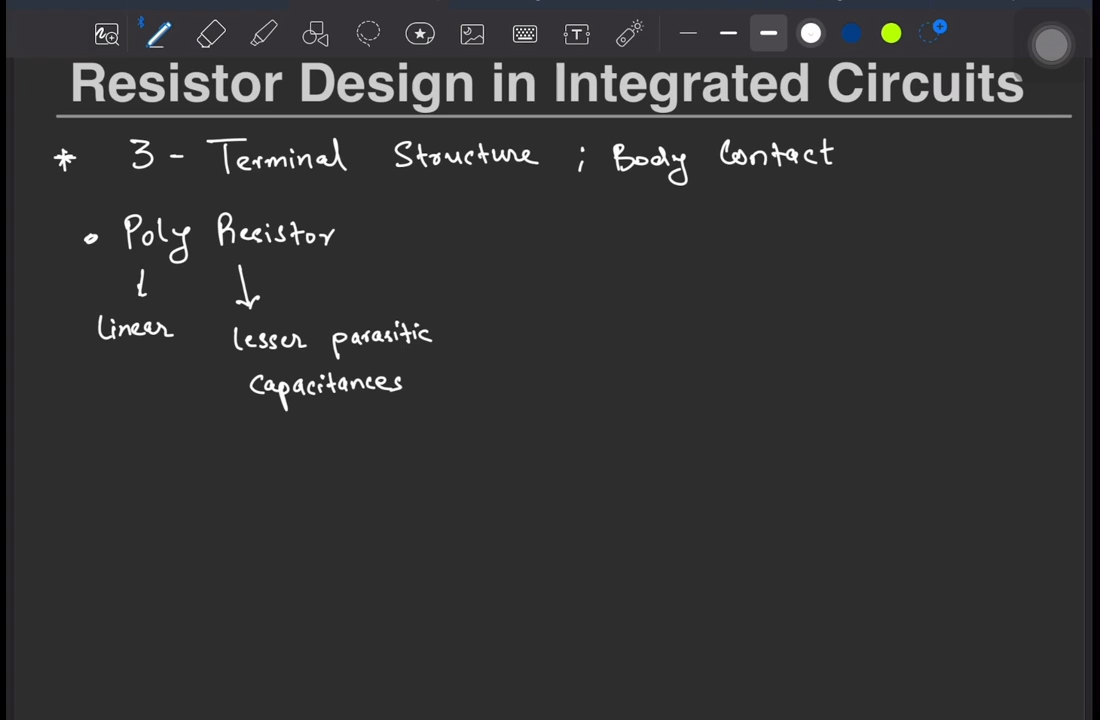 Resistor Design in Integrated Circuits
* 3 - Terminal Structure ; Body Contact
• Poly Resistor
Linear
lesser parasitic
capacitances